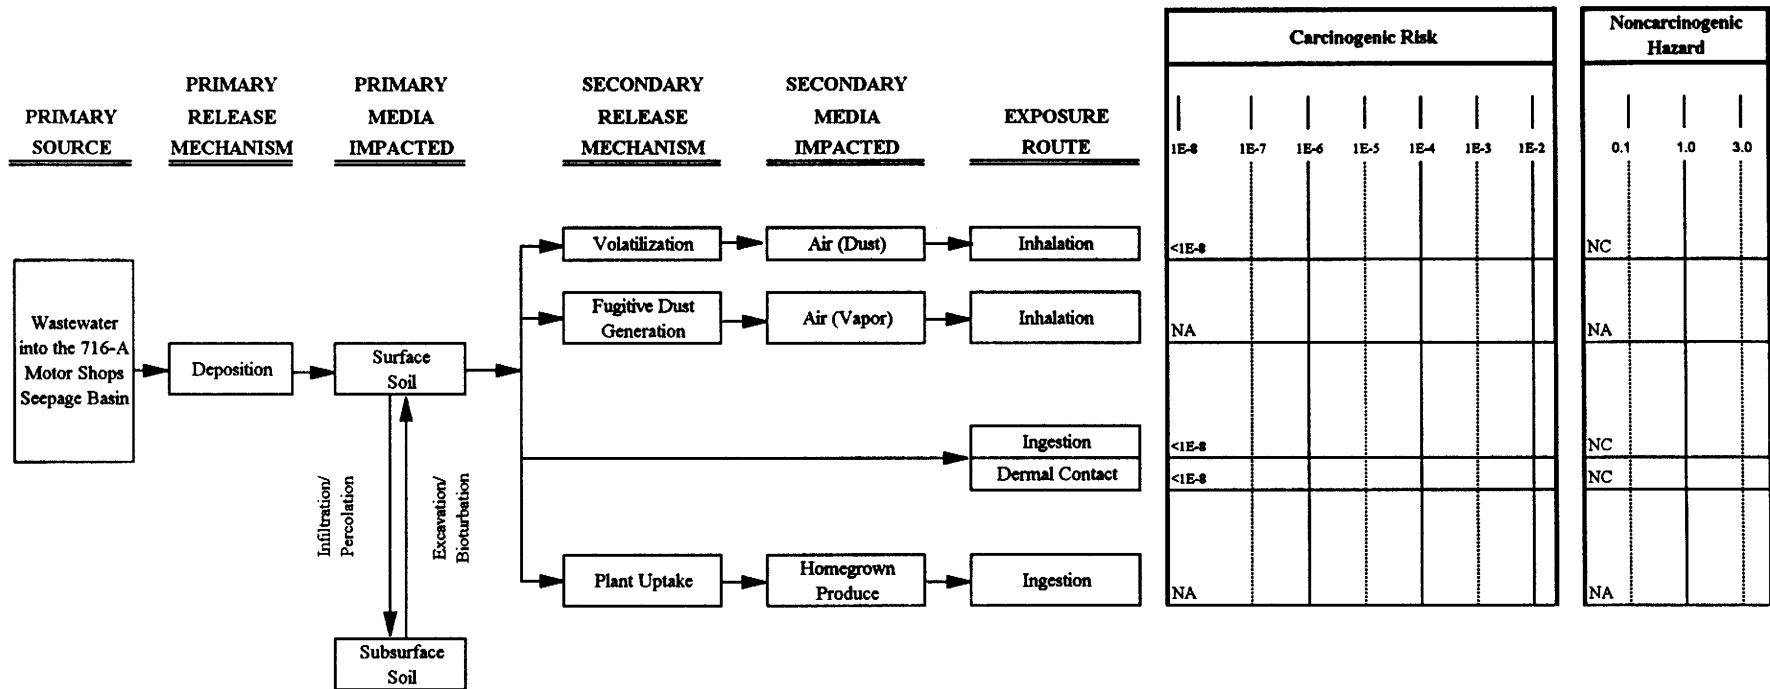 PRIMARY
SOURCE
PRIMARY
RELEASE
MECHANISM
PRIMARY
MEDIA
IMPACTED
SECONDARY
RELEASE
MECHANISM
SECONDARY
MEDIA
IMPACTED
EXPOSURE
ROUTE
Carcinogenic Risk
1E-8 1E-7 1E-6 1E-5 1E-4 1E-3 1E-2
Noncarcinogenic
Hazard
0.1 1.0 3.0
Wastewater
into the 716-A
Motor Shops
Seepage Basin
Deposition
Surface
Soil
Infiltration/
Percolation
Excavation/
Bioturbation
Subsurface
Soil
Volatilization
Air (Dust)
Inhalation
<1E-8
NC
Fugitive Dust
Generation
Air (Vapor)
Inhalation
NA
NA
Ingestion
<1E-8
NC
Dermal Contact
<1E-8
NC
Plant Uptake
Homegrown
Produce
Ingestion
NA
NA